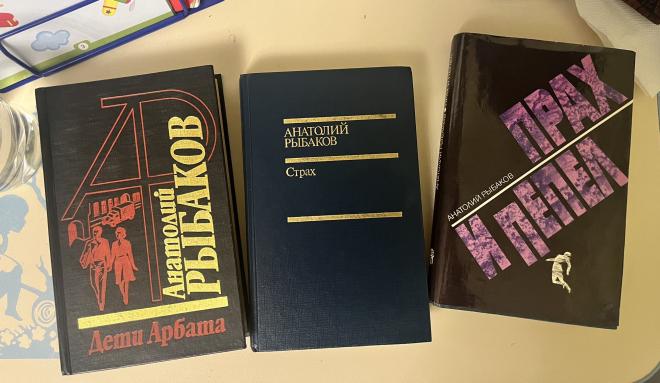 Анатолий
РЫБАКОВ
Дети Арбата
АНАТОЛИЙ
РЫБАКОВ
Страх
ПРАХ
АНАТОЛИЙ РЫБАКОВ
И ПЕПЕЛ